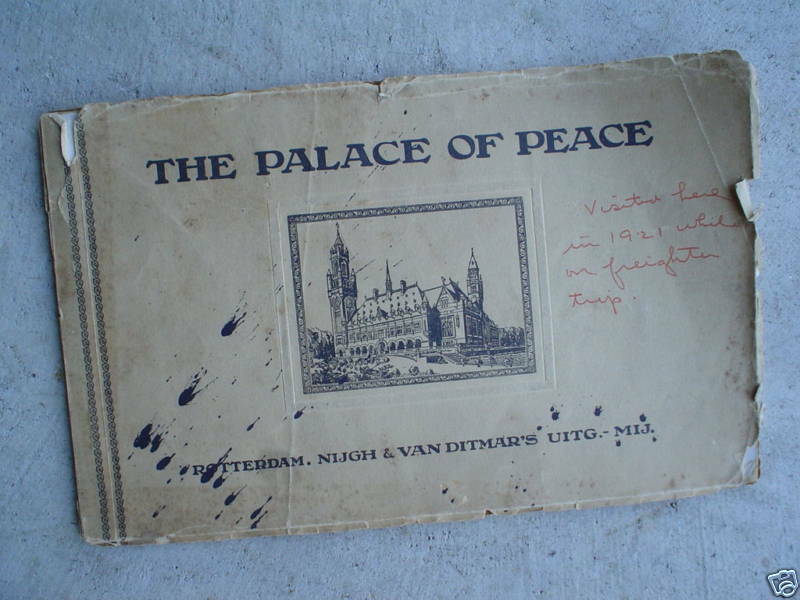 THE PALACE OF PEACE
Visited here
in 1921 while
on freighter
trip.
ROTTERDAM. NIJGH & VAN DITMAR'S UITG.-MIJ.